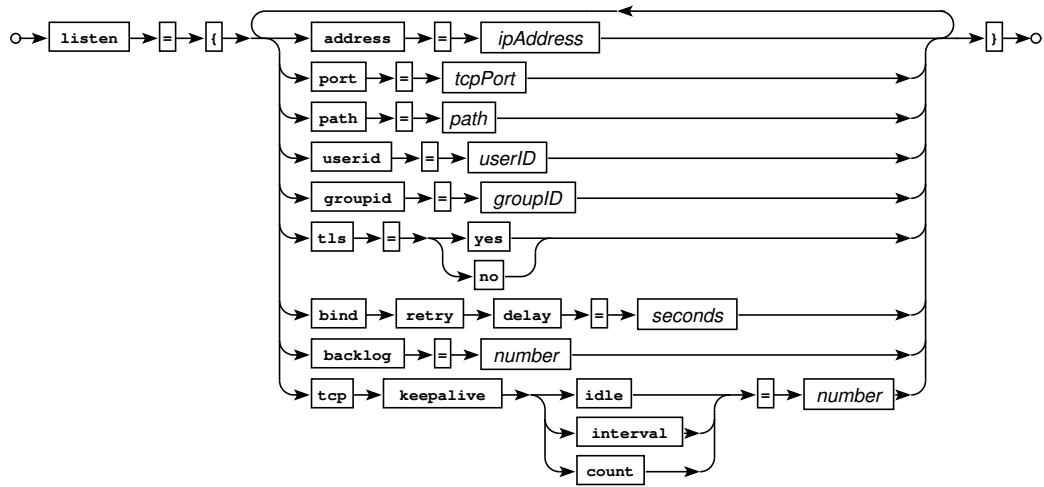 listen = { address = ipAddress }
port = tcpPort
path = path
userid = userID
groupid = groupID
tls = yes
no
bind retry delay = seconds
backlog = number
tcp keepalive idle = number
interval
count